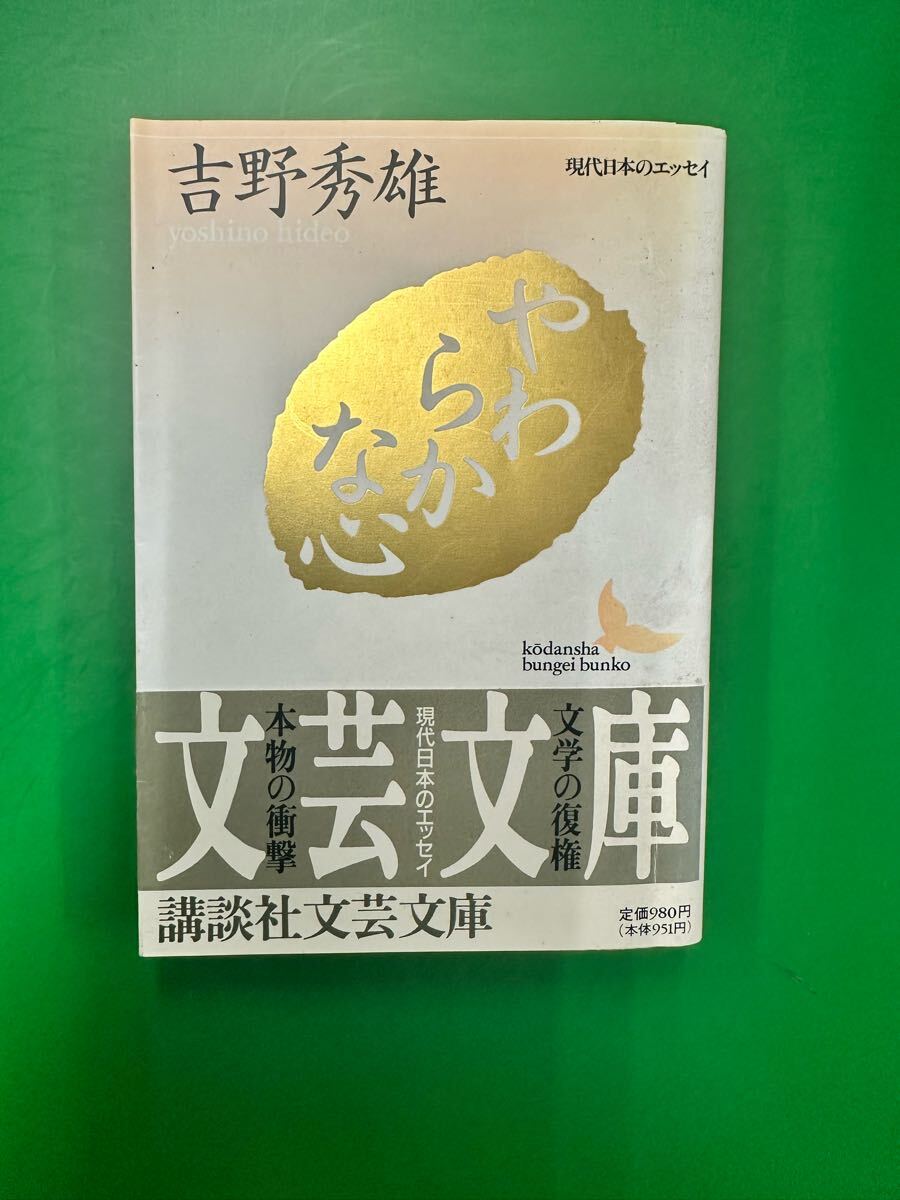 吉野秀雄
yoshino hideo
現代日本のエッセイ
やわ
らか
な心
kōdansha
bungei bunko
文芸文庫
文学の復権
現代日本のエッセイ
本物の衝撃
講談社文芸文庫
定価980円
(本体951円)